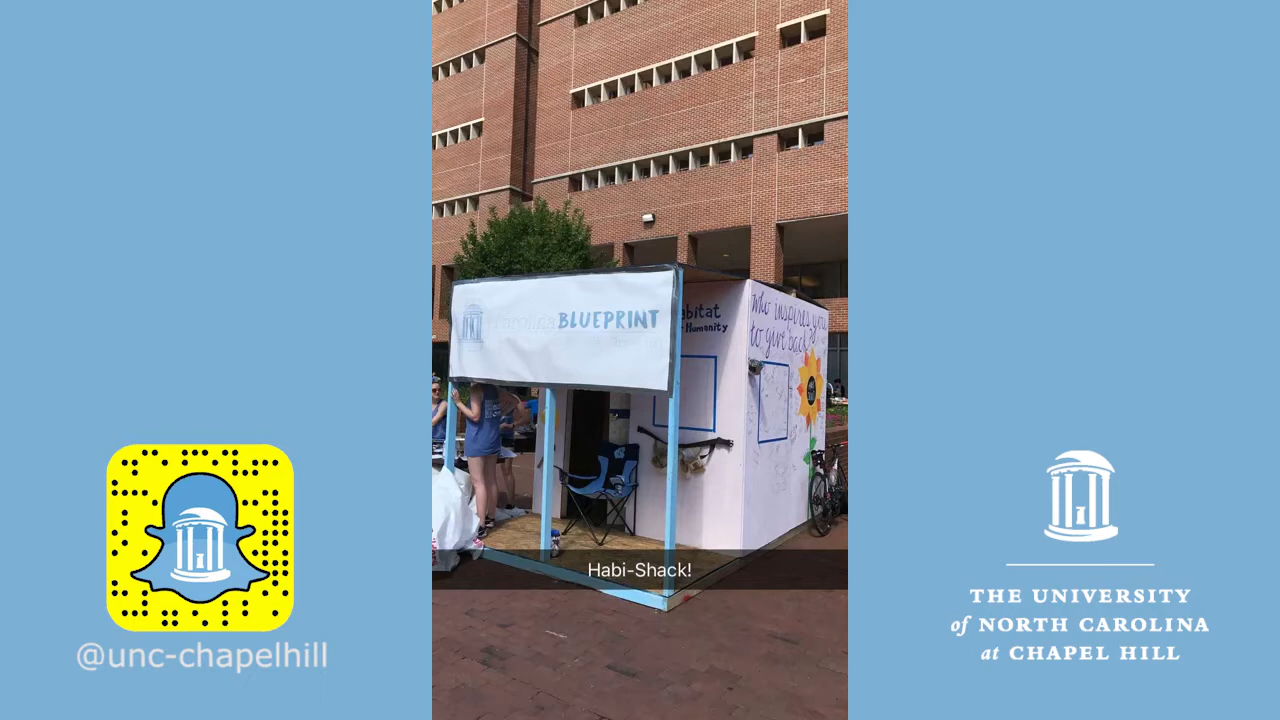 Carolina BLUEPRINT
Habitat
Humanity
Who inspires you
to give back?
Habi-Shack!
@unc-chapelhill
THE UNIVERSITY
of NORTH CAROLINA
at CHAPEL HILL